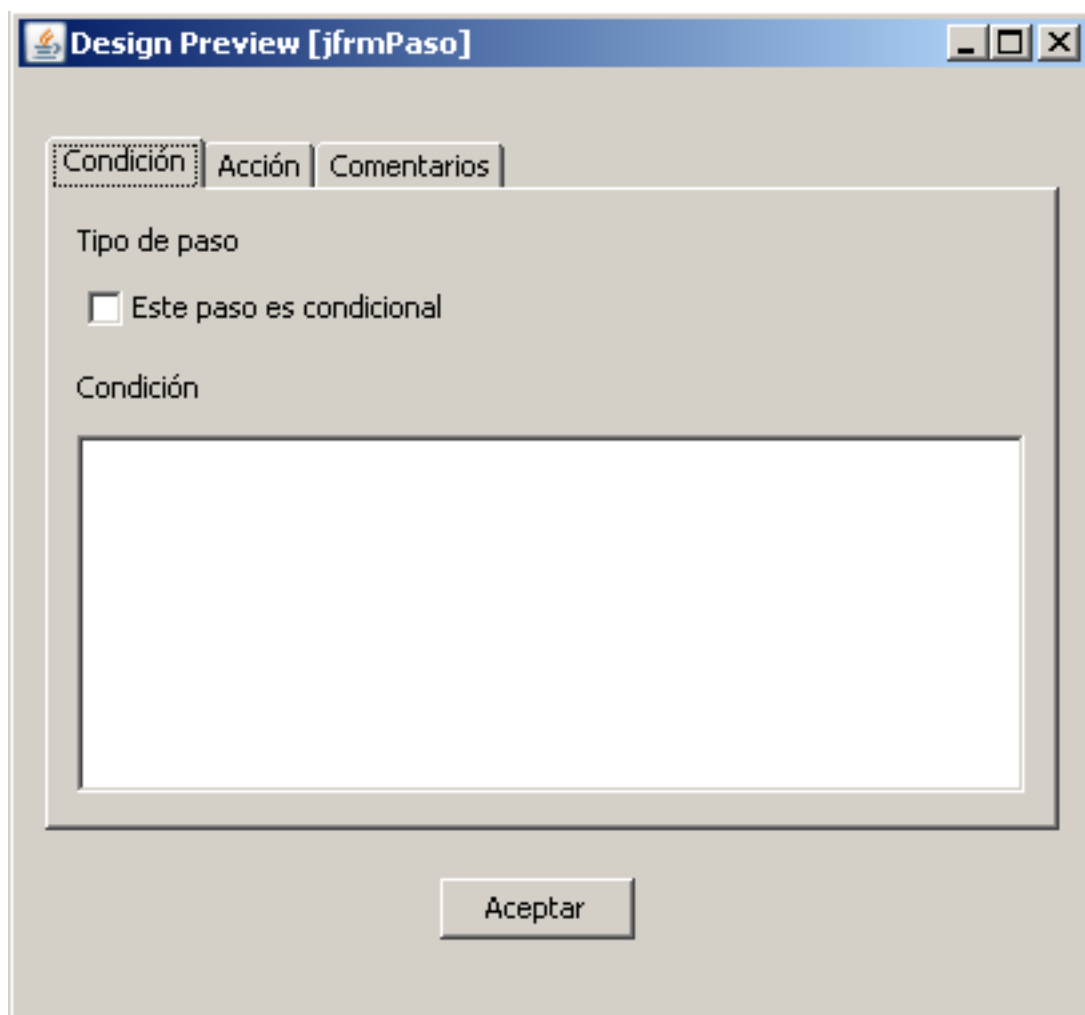 Design Preview [jfrmPaso]
Condición Acción Comentarios
Tipo de paso
Este paso es condicional
Condición
Aceptar